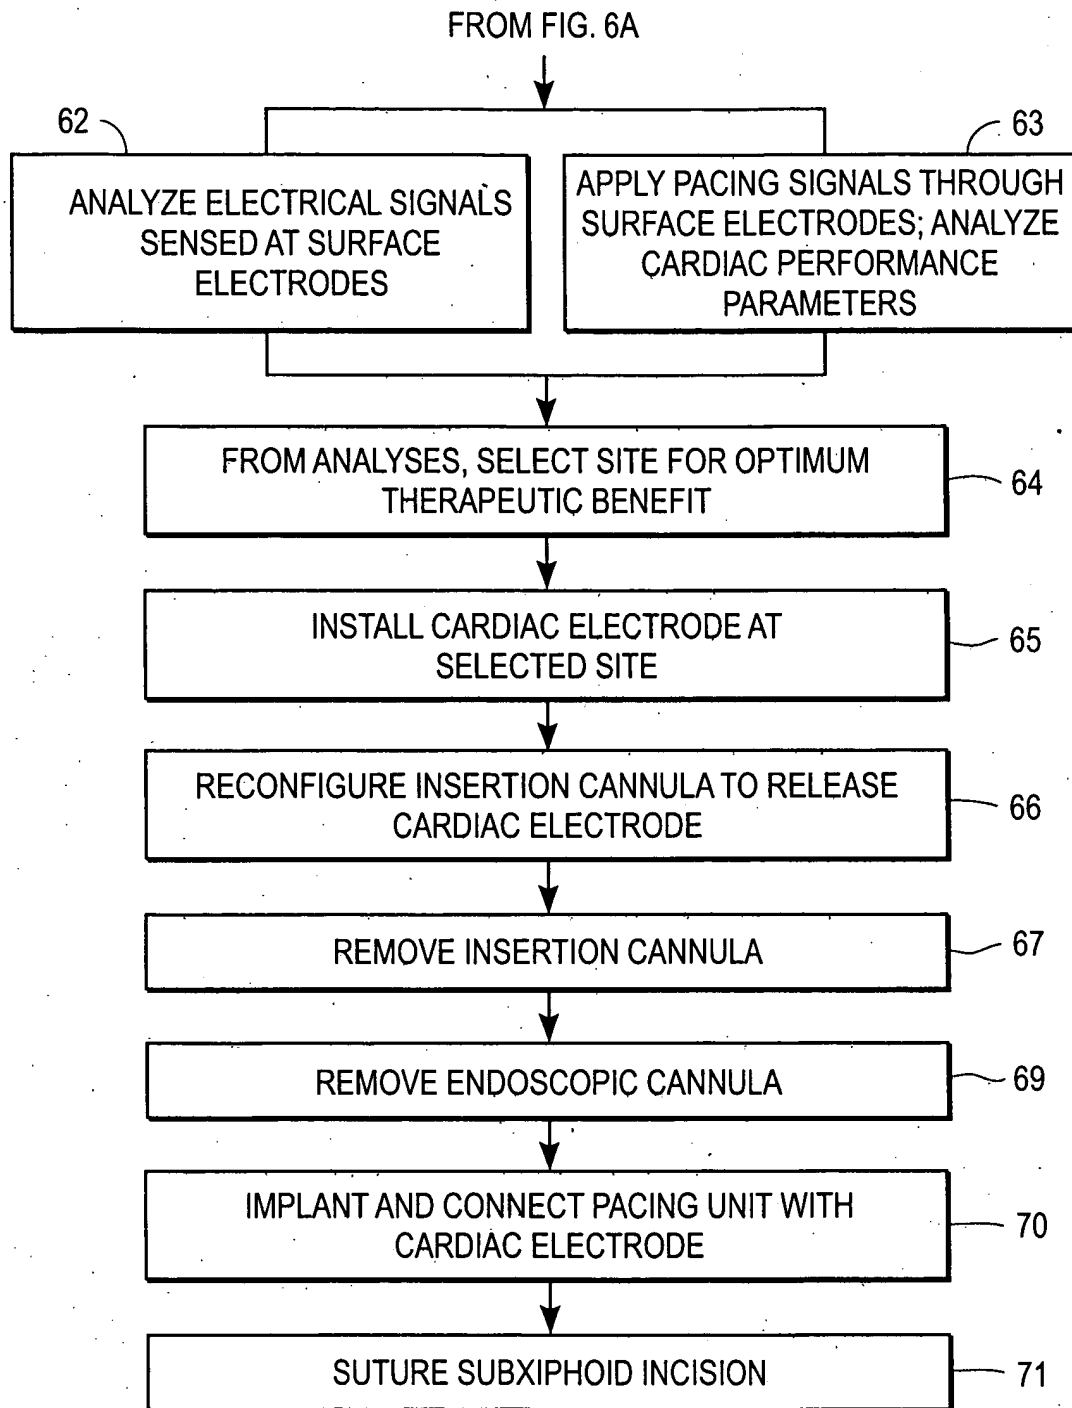 FROM FIG. 6A
62
63
ANALYZE ELECTRICAL SIGNALS
SENSED AT SURFACE
ELECTRODES
APPLY PACING SIGNALS THROUGH
SURFACE ELECTRODES; ANALYZE
CARDIAC PERFORMANCE
PARAMETERS
FROM ANALYSES, SELECT SITE FOR OPTIMUM
THERAPEUTIC BENEFIT
64
INSTALL CARDIAC ELECTRODE AT
SELECTED SITE
65
RECONFIGURE INSERTION CANNULA TO RELEASE
CARDIAC ELECTRODE
66
REMOVE INSERTION CANNULA
67
REMOVE ENDOSCOPIC CANNULA
69
IMPLANT AND CONNECT PACING UNIT WITH
CARDIAC ELECTRODE
70
SUTURE SUBXIPHOID INCISION
71